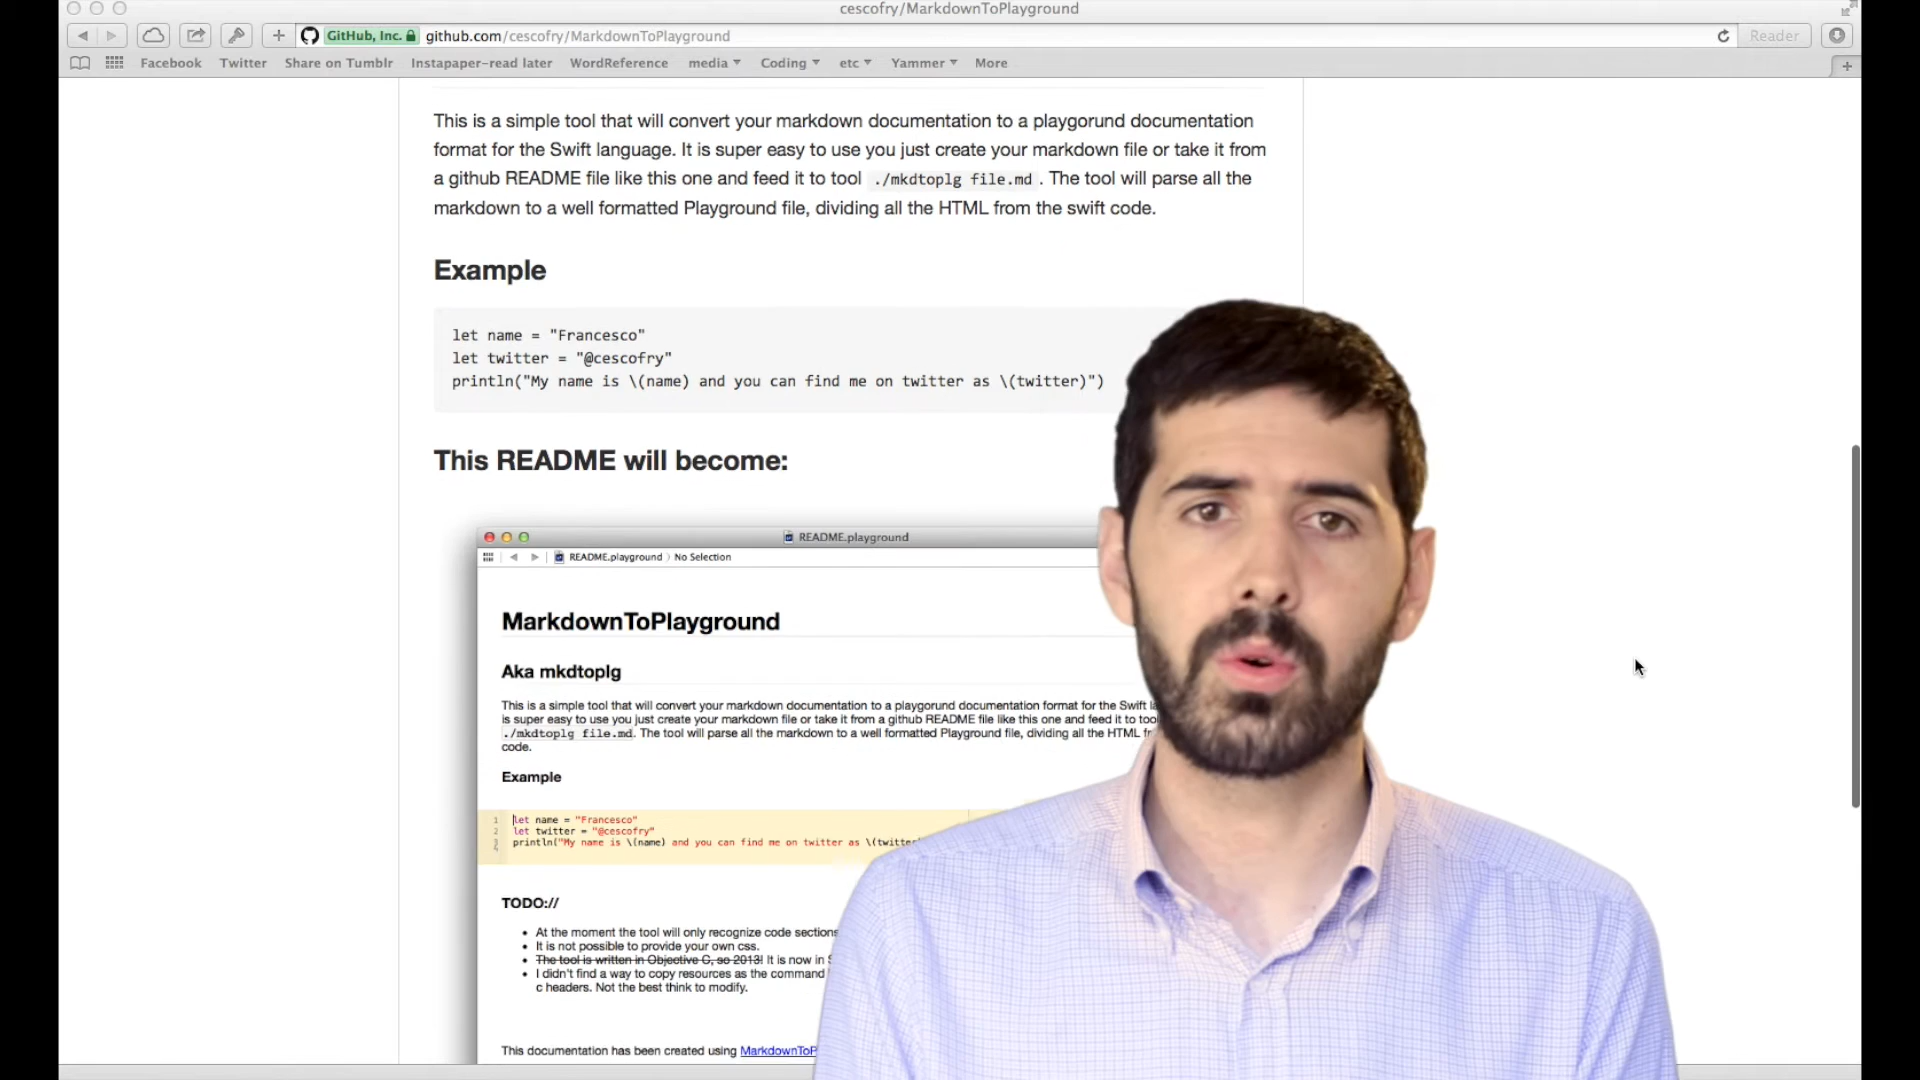 cescofry/MarkdownToPlayground
GitHub, Inc. github.com/cescofry/MarkdownToPlayground Reader
Facebook Twitter Share on Tumblr Instapaper-read later WordReference media Coding etc Yammer More
This is a simple tool that will convert your markdown documentation to a playgorund documentation
format for the Swift language. It is super easy to use you just create your markdown file or take it from
a github README file like this one and feed it to tool ./mkdtoplg file.md . The tool will parse all the
markdown to a well formatted Playground file, dividing all the HTML from the swift code.
Example
let name = "Francesco"
let twitter = "@cescofry"
println("My name is \(name) and you can find me on twitter as \(twitter)")
This README will become:
README.playground
README.playground No Selection
MarkdownToPlayground
Aka mkdtoplg
This is a simple tool that will convert your markdown documentation to a playgorund documentation format for the Swift
is super easy to use you just create your markdown file or take it from a github README file like this one and feed it to tool
./mkdtoplg file.md. The tool will parse all the markdown to a well formatted Playground file, dividing all the HTML
code.
Example
1 let name = "Francesco"
2 let twitter = "@cescofry"
3 println("My name is \(name) and you can find me on twitter as \(twitter
4
TODO://
• At the moment the tool will only recognize code sections
• It is not possible to provide your own css.
• The tool is written in Objective C, so 2013! It is now in
• I didn't find a way to copy resources as the command
c headers. Not the best think to modify.
This documentation has been created using MarkdownToP